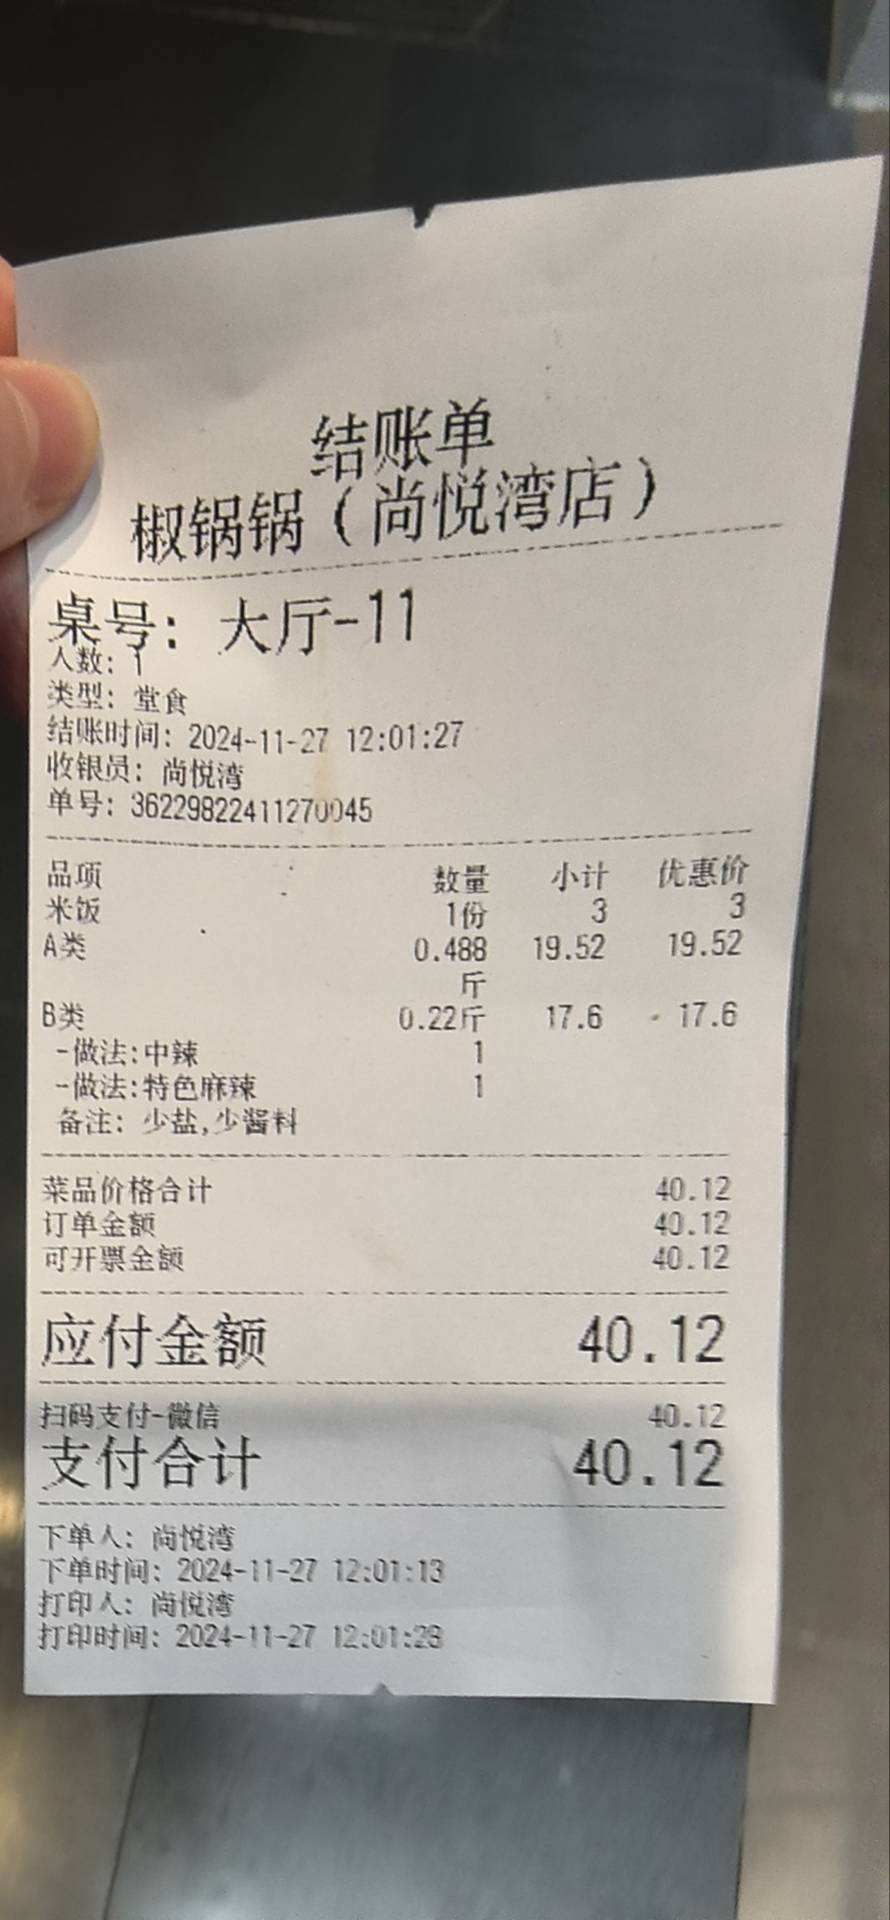 结账单
椒锅锅（尚悦湾店）
桌号：大厅-11
人数：1
类型：堂食
结账时间：2024-11-27 12:01:27
收银员：尚悦湾
单号：36229822411270045
品项 数量 小计 优惠价
米饭 1份 3 3
A类 0.488 19.52 19.52
斤
B类 0.22斤 17.6 17.6
-做法:中辣 1
-做法:特色麻辣 1
备注：少盐,少酱料
菜品价格合计 40.12
订单金额 40.12
可开票金额 40.12
应付金额 40.12
扫码支付-微信 40.12
支付合计 40.12
下单人：尚悦湾
下单时间：2024-11-27 12:01:13
打印人：尚悦湾
打印时间：2024-11-27 12:01:28